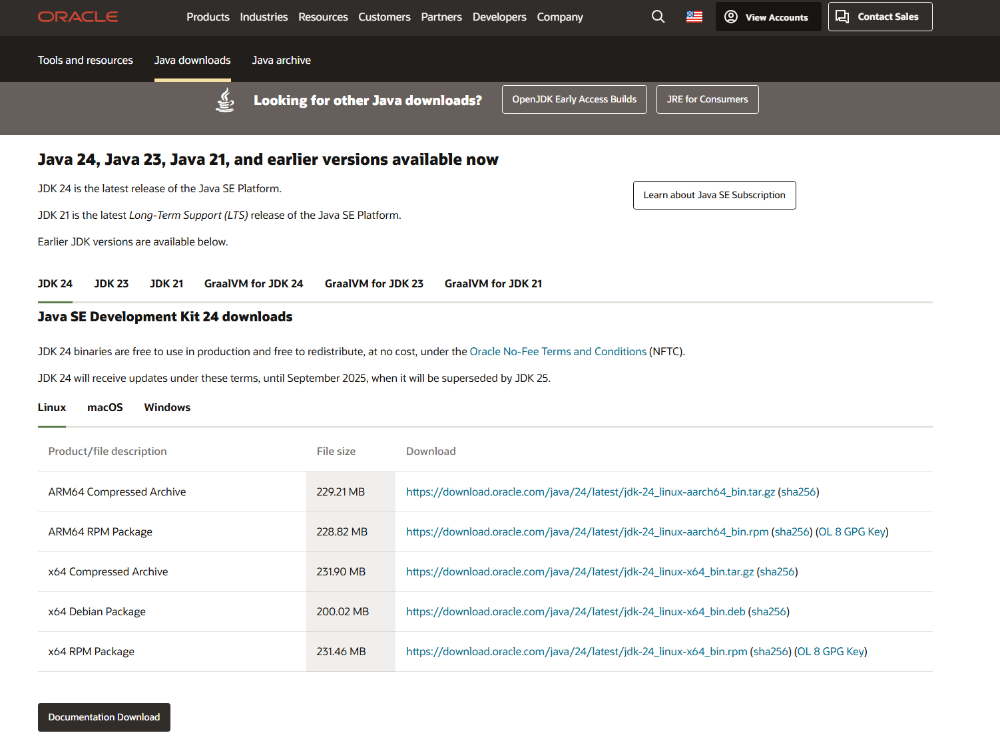 ORACLE Products Industries Resources Customers Partners Developers Company View Accounts Contact Sales
Tools and resources Java downloads Java archive
Looking for other Java downloads? OpenJDK Early Access Builds JRE for Consumers
Java 24, Java 23, Java 21, and earlier versions available now
JDK 24 is the latest release of the Java SE Platform.
Learn about Java SE Subscription
JDK 21 is the latest Long-Term Support (LTS) release of the Java SE Platform.
Earlier JDK versions are available below.
JDK 24 JDK 23 JDK 21 GraalVM for JDK 24 GraalVM for JDK 23 GraalVM for JDK 21
Java SE Development Kit 24 downloads
JDK 24 binaries are free to use in production and free to redistribute, at no cost, under the Oracle No-Fee Terms and Conditions (NFTC).
JDK 24 will receive updates under these terms, until September 2025, when it will be superseded by JDK 25.
Linux macOS Windows
Product/file description File size Download
ARM64 Compressed Archive 229.21 MB https://download.oracle.com/java/24/latest/jdk-24_linux-aarch64_bin.tar.gz (sha256)
ARM64 RPM Package 228.82 MB https://download.oracle.com/java/24/latest/jdk-24_linux-aarch64_bin.rpm (sha256) (OL 8 GPG Key)
x64 Compressed Archive 231.90 MB https://download.oracle.com/java/24/latest/jdk-24_linux-x64_bin.tar.gz (sha256)
x64 Debian Package 200.02 MB https://download.oracle.com/java/24/latest/jdk-24_linux-x64_bin.deb (sha256)
x64 RPM Package 231.46 MB https://download.oracle.com/java/24/latest/jdk-24_linux-x64_bin.rpm (sha256) (OL 8 GPG Key)
Documentation Download